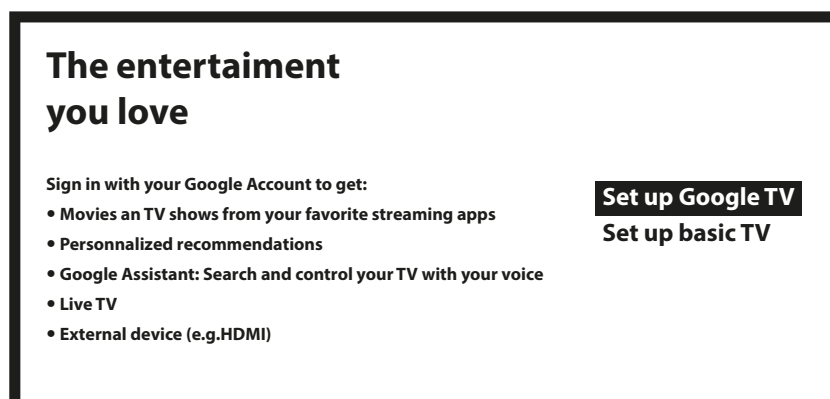 The entertaiment
you love
Sign in with your Google Account to get:
• Movies an TV shows from your favorite streaming apps
• Personnalized recommendations
• Google Assistant: Search and control your TV with your voice
• Live TV
• External device (e.g.HDMI)
Set up Google TV
Set up basic TV